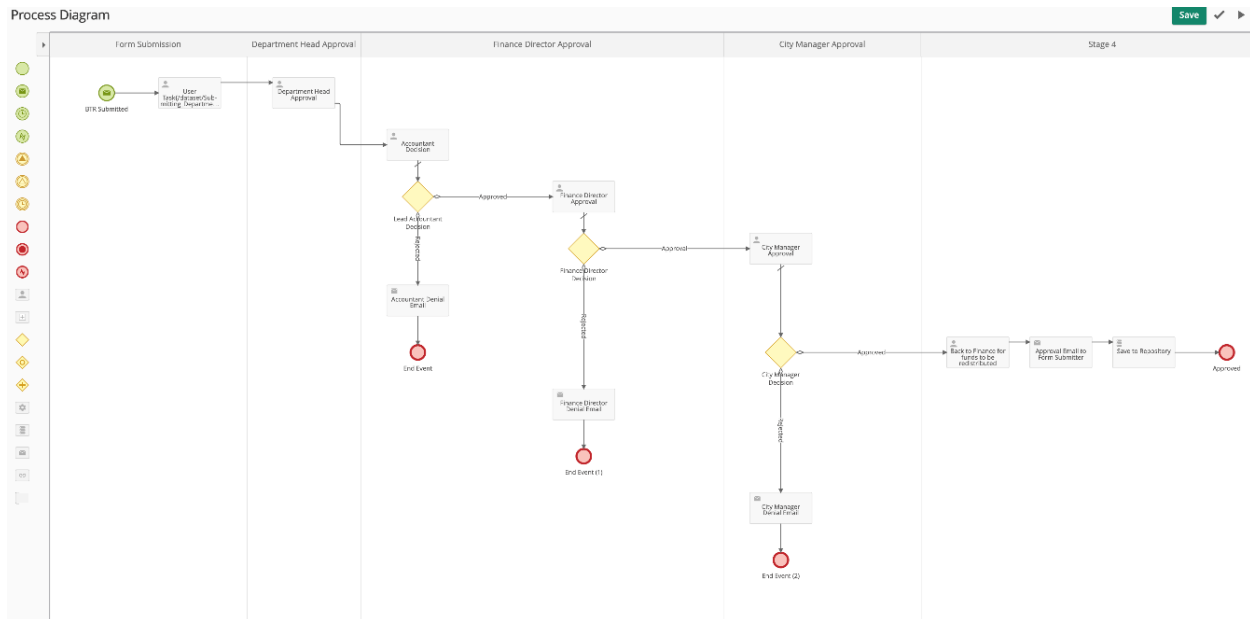 Process Diagram
Save
Form Submission
Department Head Approval
Finance Director Approval
City Manager Approval
Stage 4
BTR Submitted
User
Task(/dataset/Sub-
mitting_Departme...
Department Head
Approval
Accountant
Decision
Lead Accountant
Decision
Approved
Rejected
Accountant Denial
Email
End Event
Finance Director
Approval
Finance Director
Decision
Approval
Rejected
Finance Director
Denial Email
End Event (1)
City Manager
Approval
City Manager
Decision
Approved
Rejected
City Manager
Denial Email
End Event (2)
Back to Finance for
funds to be
redistributed
Approval Email to
Form Submitter
Save to Repository
Approved